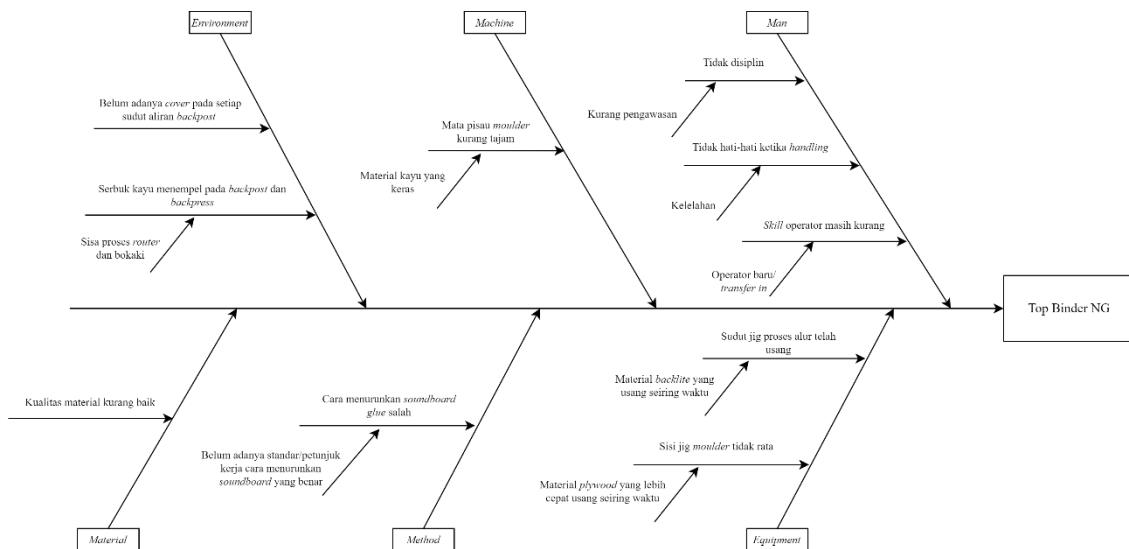 Environment
Machine
Man
Tidak disiplin
Belum adanya cover pada setiap
sudut aliran backpost
Kurang pengawasan
Mata pisau moulder
kurang tajam
Tidak hati-hati ketika handling
Material kayu yang
keras
Kelelahan
Serbuk kayu menempel pada backpost dan
backpress
Skill operator masih kurang
Sisa proses router
dan bokaki
Operator baru/
transfer in
Top Binder NG
Sudut jig proses alur telah
usang
Material backlite yang
usang seiring waktu
Kualitas material kurang baik
Cara menurunkan soundboard
glue salah
Sisi jig moulder tidak rata
Belum adanya standar/petunjuk
kerja cara menurunkan
soundboard yang benar
Material plywood yang lebih
cepat usang seiring waktu
Material
Method
Equipment